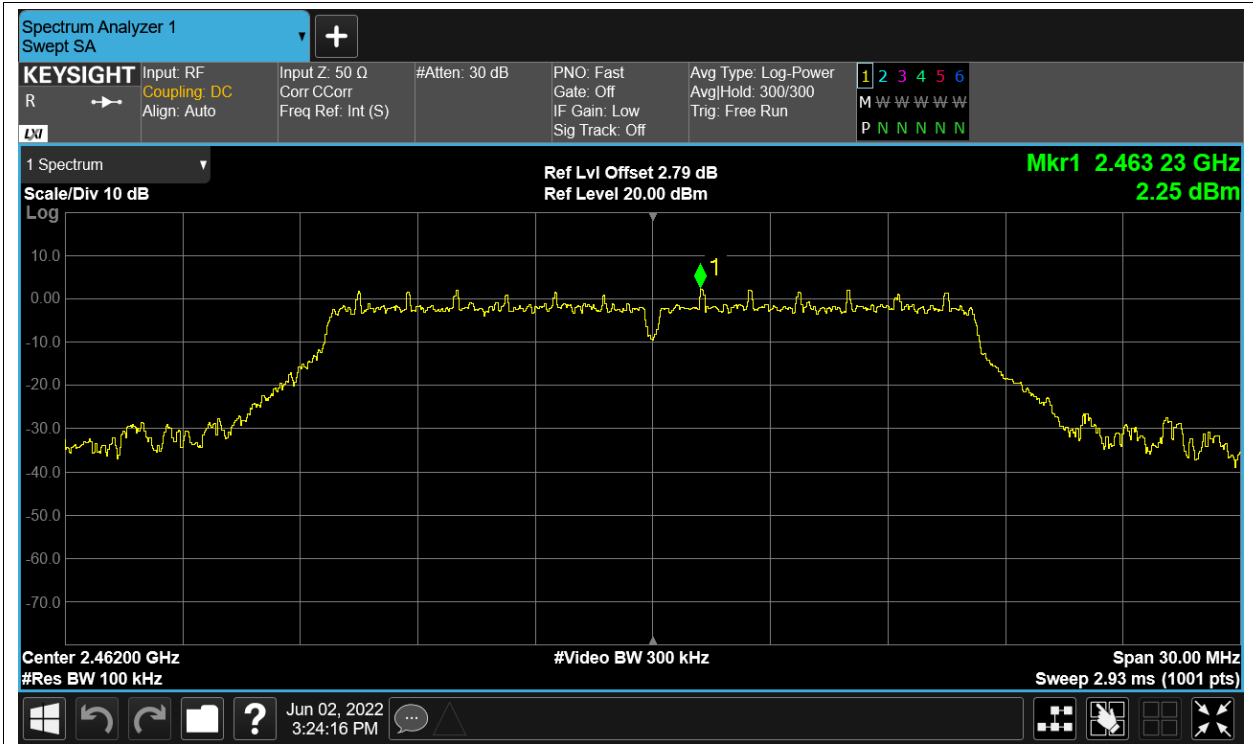 Spectrum Analyzer 1
Swept SA
KEYSIGHT
R
LXI
Input: RF
Coupling: DC
Align: Auto
Input Z: 50 Ω
Corr CCorr
Freq Ref: Int (S)
#Atten: 30 dB
PNO: Fast
Gate: Off
IF Gain: Low
Sig Track: Off
Avg Type: Log-Power
Avg|Hold: 300/300
Trig: Free Run
1 2 3 4 5 6
M W W W W W
P N N N N N
1 Spectrum
Scale/Div 10 dB
Log
Ref Lvl Offset 2.79 dB
Ref Level 20.00 dBm
Mkr1 2.463 23 GHz
2.25 dBm
1
10.0
0.00
-10.0
-20.0
-30.0
-40.0
-50.0
-60.0
-70.0
Center 2.46200 GHz
#Res BW 100 kHz
#Video BW 300 kHz
Span 30.00 MHz
Sweep 2.93 ms (1001 pts)
?
Jun 02, 2022
3:24:16 PM